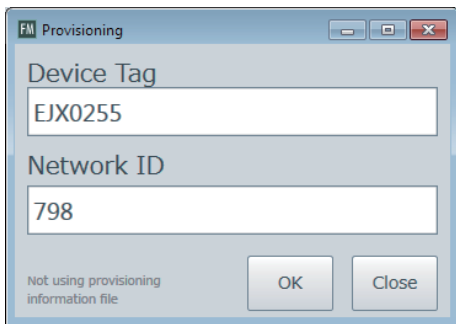 FM Provisioning
Device Tag
EJX0255
Network ID
798
Not using provisioning
information file
OK Close